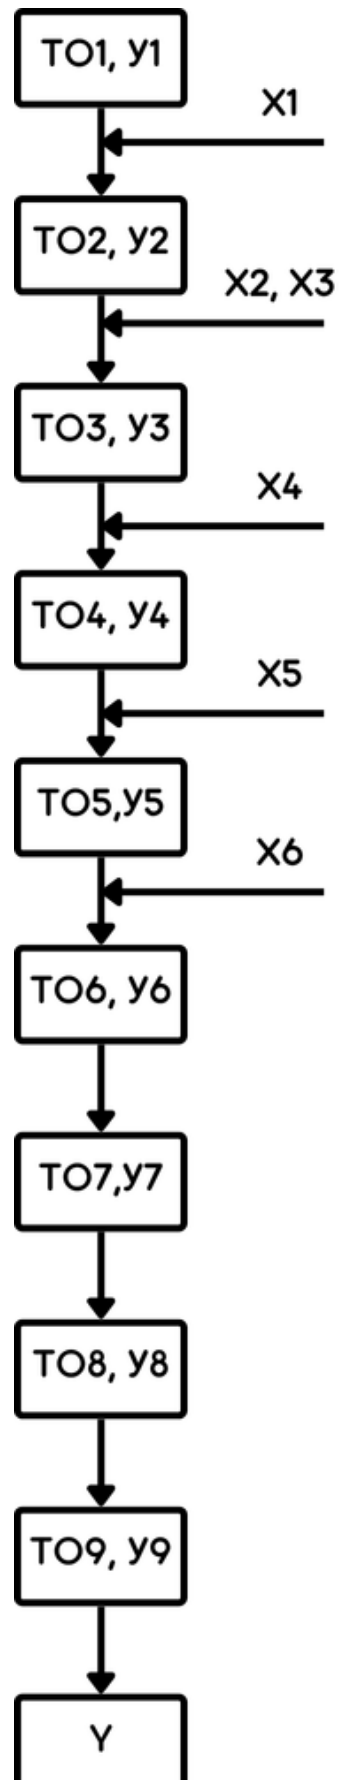 ТО1, У1
X1
ТО2, У2
X2, X3
ТО3, У3
X4
ТО4, У4
X5
ТО5,У5
X6
ТО6, У6
ТО7,У7
ТО8, У8
ТО9, У9
Y